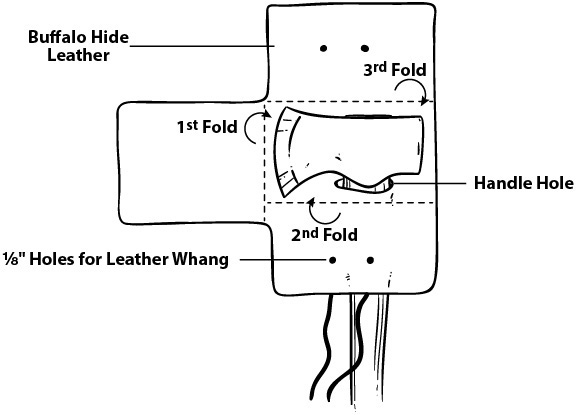 Buffalo Hide
Leather
3rd Fold
1st Fold
Handle Hole
2nd Fold
⅛" Holes for Leather Whang